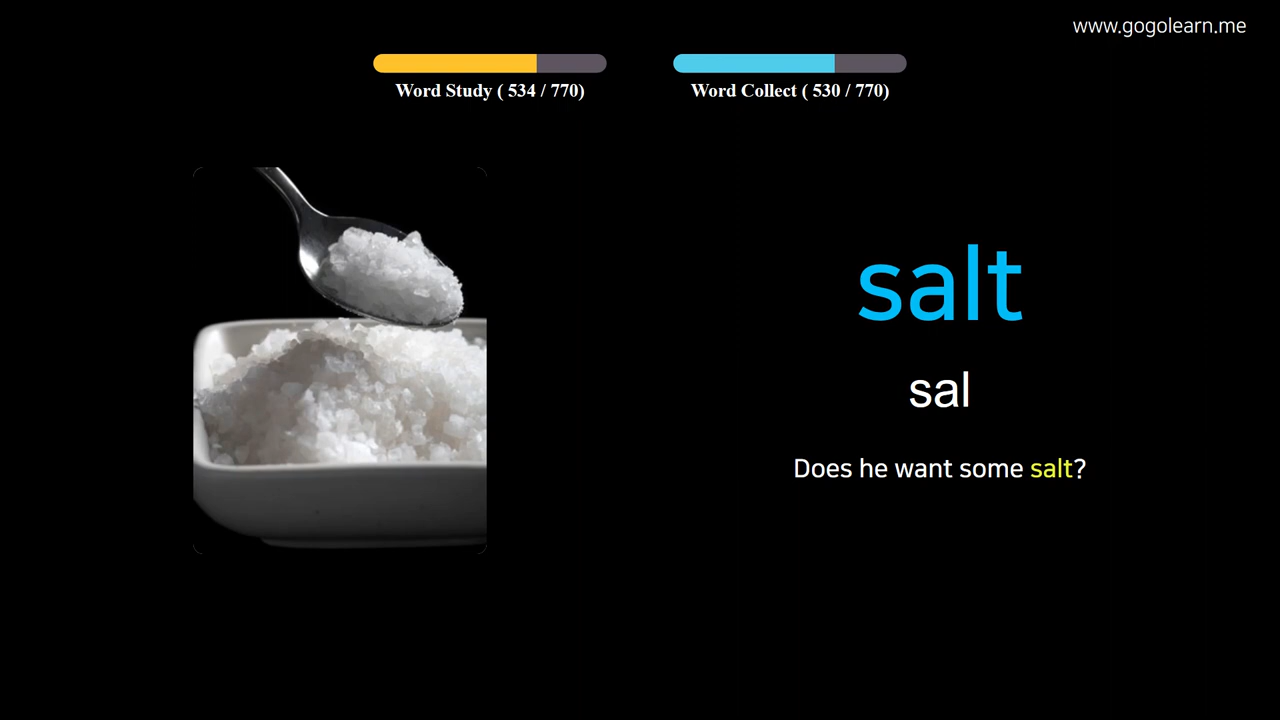 www.gogolearn.me
Word Study ( 534 / 770)
Word Collect ( 530 / 770)
salt
sal
Does he want some salt?